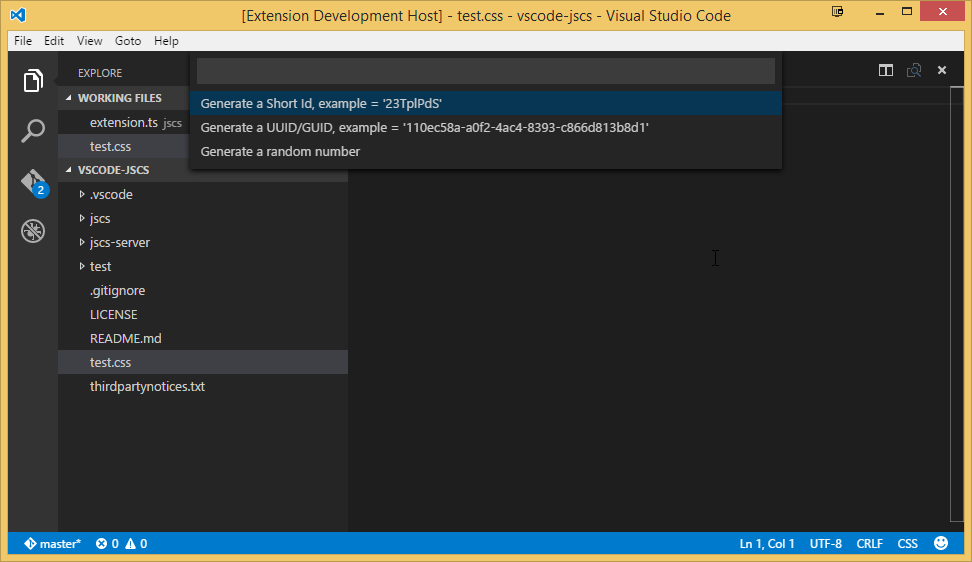 [Extension Development Host] - test.css - vscode-jscs - Visual Studio Code
File Edit View Goto Help
EXPLORE
WORKING FILES
extension.ts jscs
test.css
VSCODE-JSCS
.vscode
jscs
jscs-server
test
.gitignore
LICENSE
README.md
test.css
thirdpartynotices.txt
2
Generate a Short Id, example = '23TplPdS'
Generate a UUID/GUID, example = '110ec58a-a0f2-4ac4-8393-c866d813b8d1'
Generate a random number
master* 0 0 Ln 1, Col 1 UTF-8 CRLF CSS